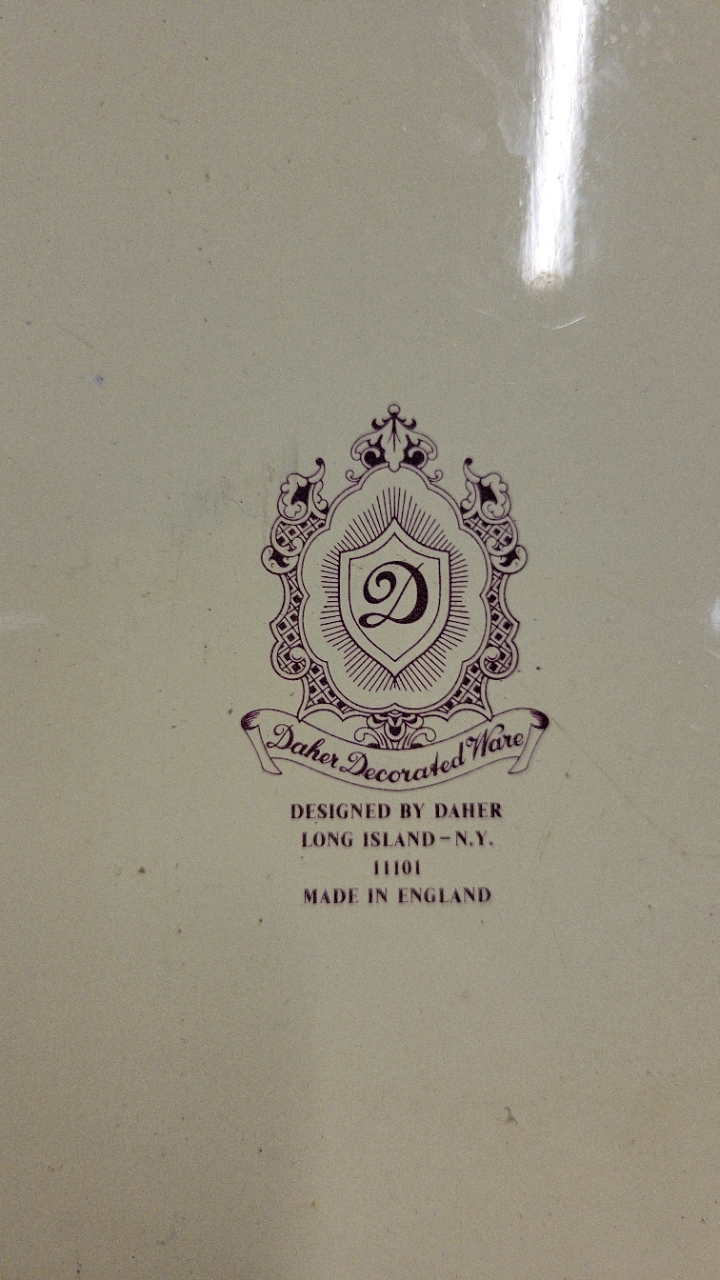 D
Daher Decorated Ware
DESIGNED BY DAHER
LONG ISLAND-N.Y.
11101
MADE IN ENGLAND